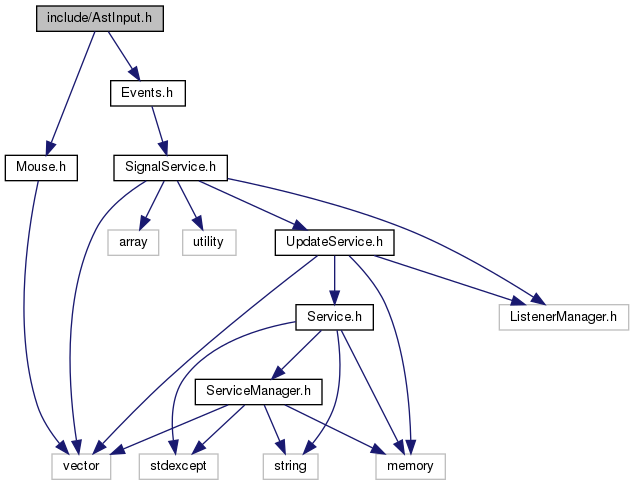 include/AstInput.h
Events.h
Mouse.h
SignalService.h
array
utility
UpdateService.h
Service.h
ListenerManager.h
ServiceManager.h
vector
stdexcept
string
memory